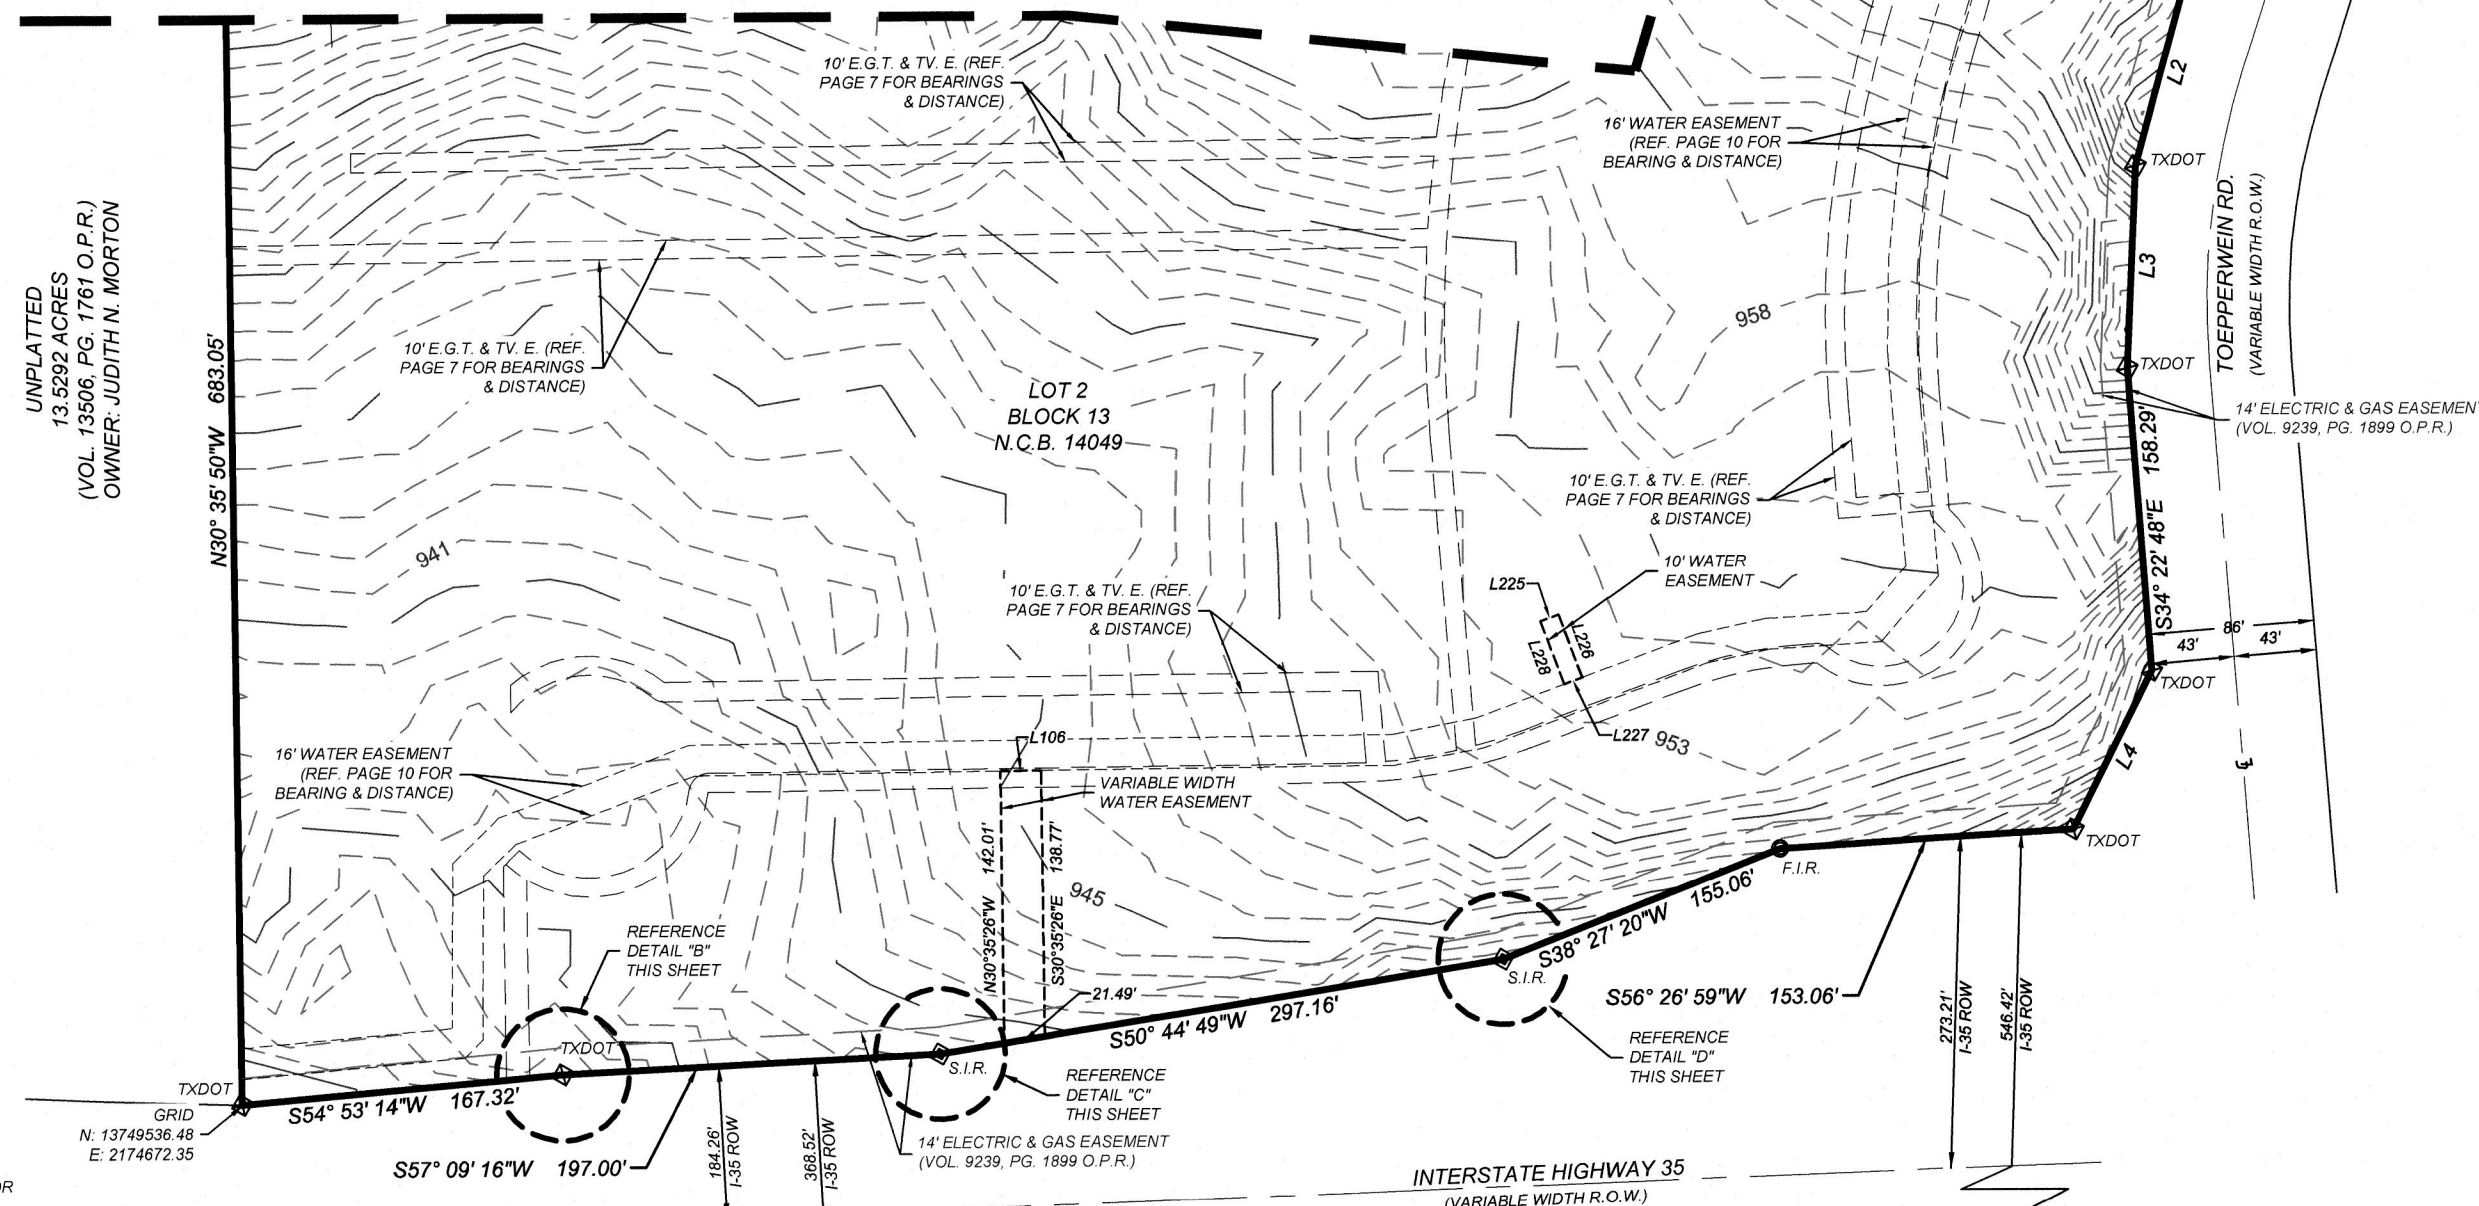 10' E.G.T. & TV. E. (REF.
PAGE 7 FOR BEARINGS
& DISTANCE)
16' WATER EASEMENT
(REF. PAGE 10 FOR
BEARING & DISTANCE)
L2
TXDOT
TOEPPERWEIN RD.
(VARIABLE WIDTH R.O.W.)
L3
UNPLATTED
13.5292 ACRES
(VOL. 13506, PG. 1761 O.P.R.)
OWNER: JUDITH N. MORTON
N30° 35' 50"W 683.05'
10' E.G.T. & TV. E. (REF.
PAGE 7 FOR BEARINGS
& DISTANCE)
958
TXDOT
LOT 2
BLOCK 13
N.C.B. 14049
14' ELECTRIC & GAS EASEMEN
(VOL. 9239, PG. 1899 O.P.R.)
10' E.G.T. & TV. E. (REF.
PAGE 7 FOR BEARINGS
& DISTANCE)
S34° 22' 48"E 158.29'
941
10' WATER
EASEMENT
10' E.G.T. & TV. E. (REF.
PAGE 7 FOR BEARINGS
& DISTANCE)
L225
L226
L228
L227
953
86'
43'
43'
TXDOT
L4
16' WATER EASEMENT
(REF. PAGE 10 FOR
BEARING & DISTANCE)
L106
VARIABLE WIDTH
WATER EASEMENT
N30°35'26"W 142.01'
S30°35'26"E 138.77'
945
TXDOT
F.I.R.
S38° 27' 20"W 155.06'
S.I.R.
REFERENCE
DETAIL "B"
THIS SHEET
21.49'
S50° 44' 49"W 297.16'
S56° 26' 59"W 153.06'
273.21'
I-35 ROW
546.42'
I-35 ROW
REFERENCE
DETAIL "D"
THIS SHEET
TXDOT
S.I.R.
REFERENCE
DETAIL "C"
THIS SHEET
TXDOT
GRID
N: 13749536.48
E: 2174672.35
S54° 53' 14"W 167.32'
S57° 09' 16"W 197.00'
184.26'
I-35 ROW
368.52'
I-35 ROW
14' ELECTRIC & GAS EASEMENT
(VOL. 9239, PG. 1899 O.P.R.)
INTERSTATE HIGHWAY 35
(VARIABLE WIDTH R.O.W.)
OR